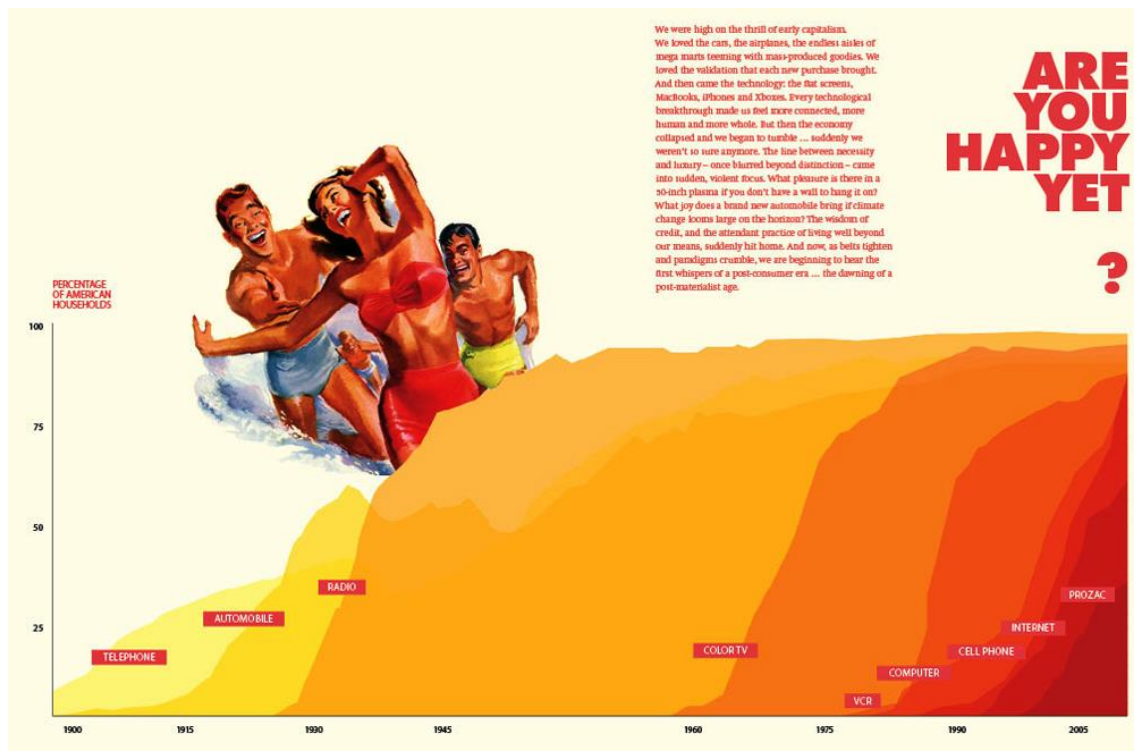 We were high on the thrill of early capitalism.
We loved the cars, the airplanes, the endless aisles of
mega marts teeming with mass-produced goodies. We
loved the validation that each new purchase brought.
And then came the technology: the flat screens,
MacBooks, iPhones and Xboxes. Every technological
breakthrough made us feel more connected, more
human and more whole. But then the economy
collapsed and we began to tumble ... suddenly we
weren't so sure anymore. The line between necessity
and luxury – once blurred beyond distinction – came
into sudden, violent focus. What pleasure is there in a
50-inch plasma if you don't have a wall to hang it on?
What joy does a brand new automobile bring if climate
change looms large on the horizon? The wisdom of
credit, and the attendant practice of living well beyond
our means, suddenly hit home. And now, as belts tighten
and paradigms crumble, we are beginning to hear the
first whispers of a post-consumer era ... the dawning of a
post-materialist age.
ARE
YOU
HAPPY
YET
?
PERCENTAGE
OF AMERICAN
HOUSEHOLDS
100
75
50
25
TELEPHONE
AUTOMOBILE
RADIO
COLOR TV
VCR
COMPUTER
CELL PHONE
INTERNET
PROZAC
1900
1915
1930
1945
1960
1975
1990
2005